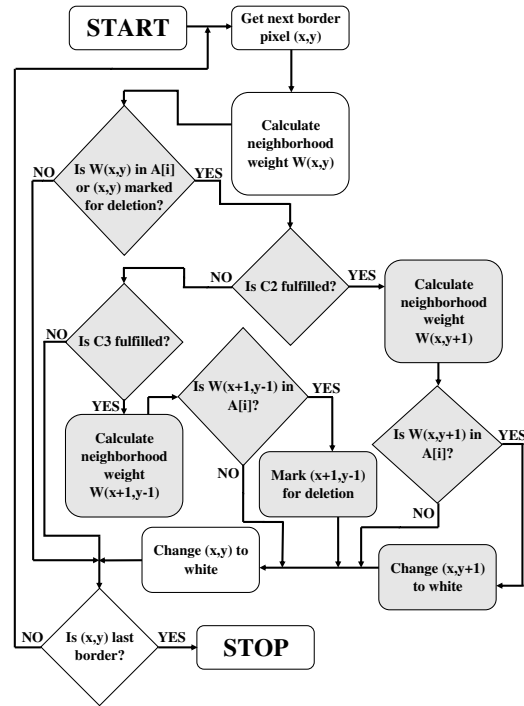 START
Get next border
pixel (x,y)
Calculate
neighborhood
weight W(x,y)
NO
Is W(x,y) in A[i]
or (x,y) marked
for deletion?
YES
NO
Is C2 fulfilled?
YES
Calculate
neighborhood
weight
W(x,y+1)
NO
Is C3 fulfilled?
YES
Calculate
neighborhood
weight
W(x+1,y-1)
Is W(x+1,y-1) in
A[i]?
YES
NO
Mark (x+1,y-1)
for deletion
Is W(x,y+1) in
A[i]?
YES
NO
Change (x,y) to
white
Change (x,y+1)
to white
NO
Is (x,y) last
border?
YES
STOP